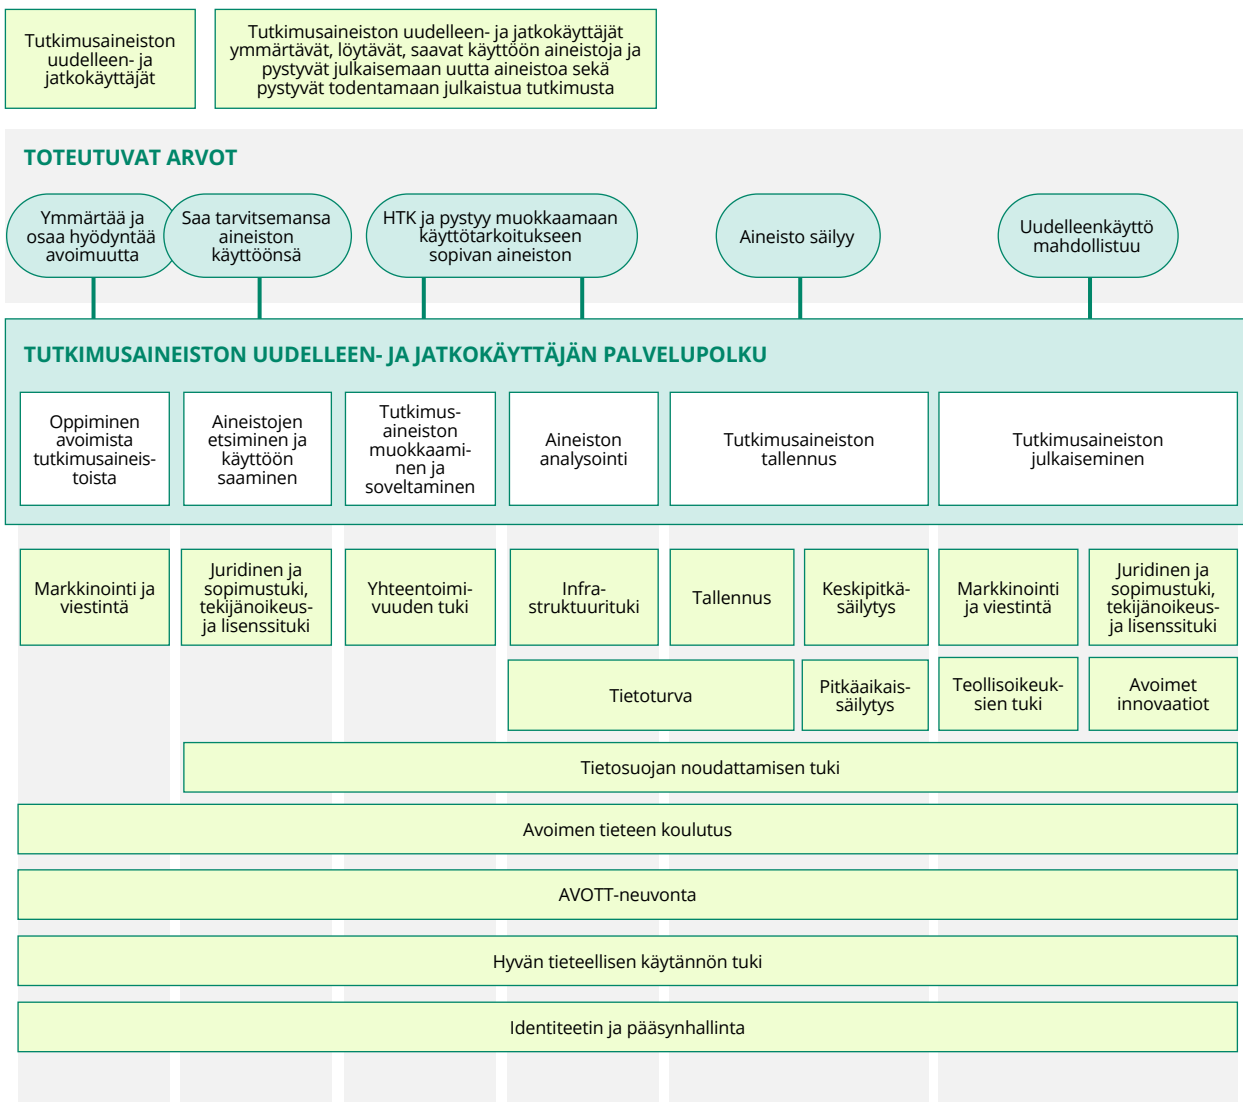 Tutkimusaineiston
uudelleen- ja
jatkokäyttäjät
Tutkimusaineiston uudelleen- ja jatkokäyttäjät
ymmärtävät, löytävät, saavat käyttöön aineistoja ja
pystyvät julkaisemaan uutta aineistoa sekä
pystyvät todentamaan julkaistua tutkimusta
TOTEUTUVAT ARVOT
Ymmärtää ja
osaa hyödyntää
avoimuutta
Saa tarvitsemansa
aineiston
käyttöönsä
HTK ja pystyy muokkaamaan
käyttötarkoitukseen
sopivan aineiston
Aineisto säilyy
Uudelleenkäyttö
mahdollistuu
TUTKIMUSAINEISTON UUDELLEEN- JA JATKOKÄYTTÄJÄN PALVELUPOLKU
Oppiminen
avoimista
tutkimusaineis-
toista
Aineistojen
etsiminen ja
käyttöön
saaminen
Tutkimus-
aineiston
muokkaami-
nen ja
soveltaminen
Aineiston
analysointi
Tutkimusaineiston
tallennus
Tutkimusaineiston
julkaiseminen
Markkinointi ja
viestintä
Juridinen ja
sopimustuki,
tekijänoikeus-
ja lisenssituki
Yhteentoimi-
vuuden tuki
Infra-
struktuurituki
Tallennus
Keskipitkä-
säilytys
Markkinointi
ja viestintä
Juridinen ja
sopimustuki,
tekijänoikeus-
ja lisenssituki
Tietoturva
Pitkäaikais-
säilytys
Teollisoikeuk-
sien tuki
Avoimet
innovaatiot
Tietosuojan noudattamisen tuki
Avoimen tieteen koulutus
AVOTT-neuvonta
Hyvän tieteellisen käytännön tuki
Identiteetin ja pääsynhallinta